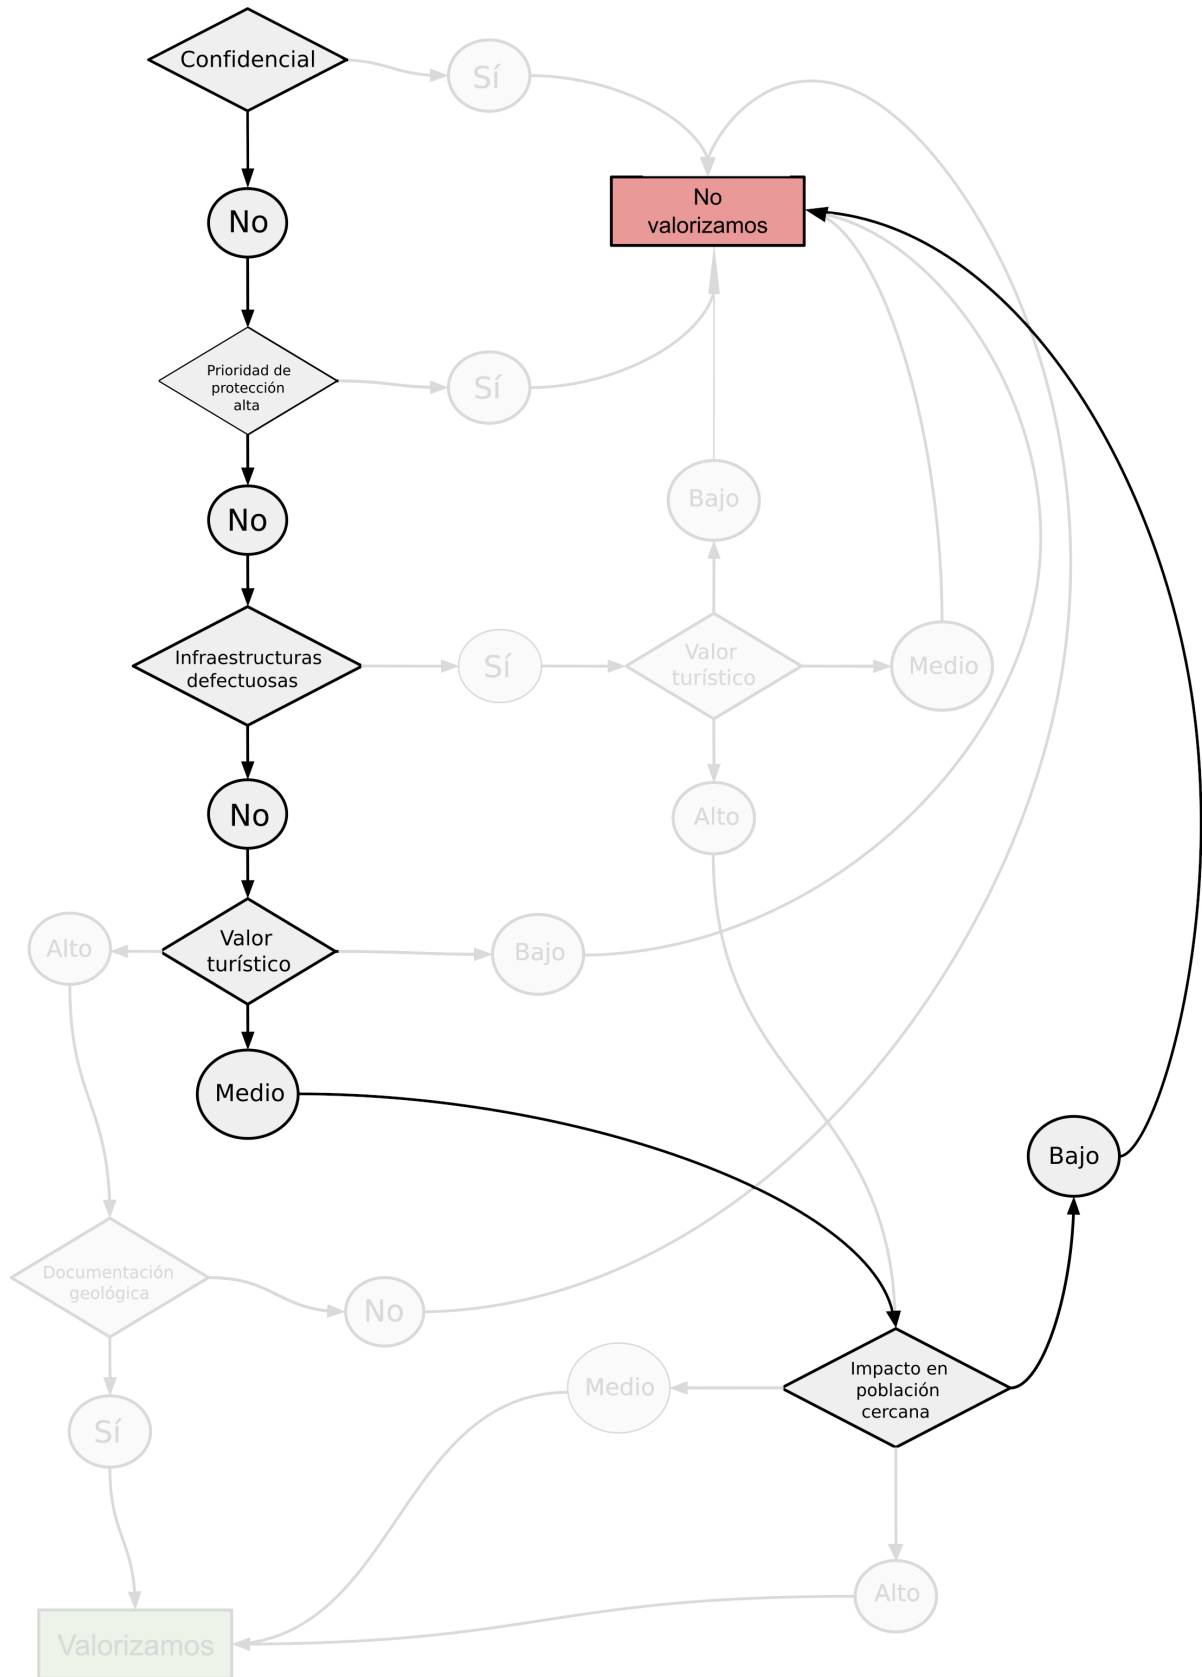 Confidencial
Sí
No
valorizamos
No
Prioridad de
protección
alta
Sí
Bajo
No
Infraestructuras
defectuosas
Sí
Valor
turístico
Medio
No
Alto
Alto
Valor
turístico
Bajo
Medio
Bajo
Documentación
geológica
No
Impacto en
población
cercana
Medio
Sí
Alto
Valorizamos